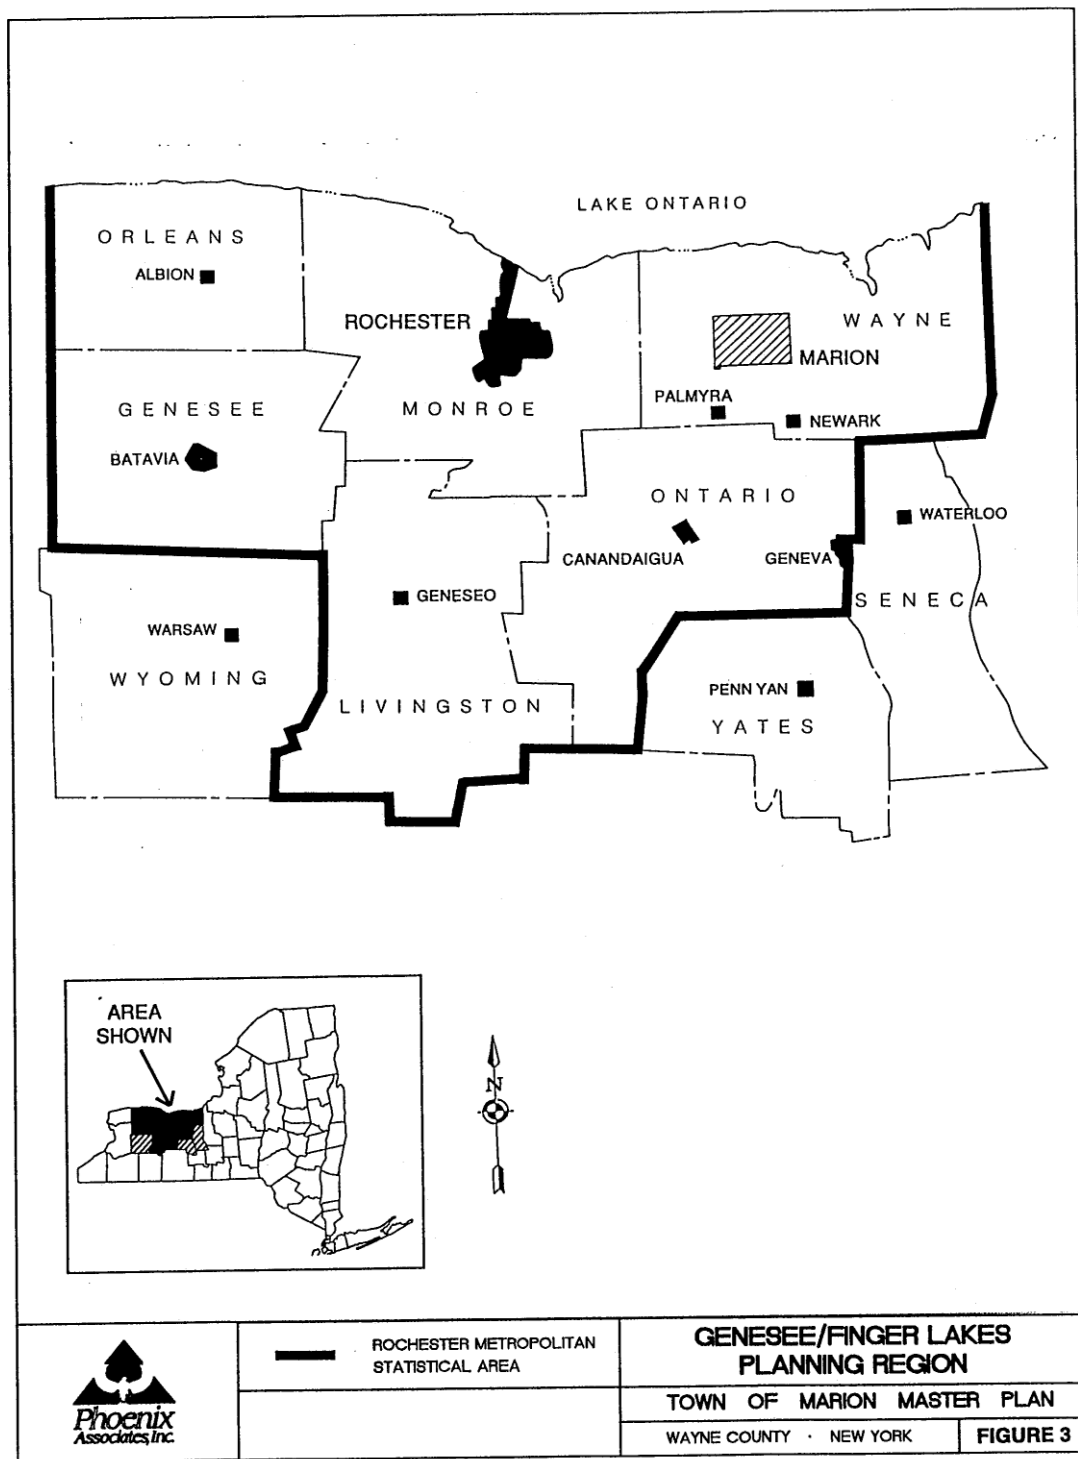 LAKE ONTARIO
ORLEANS
ALBION
ROCHESTER
WAYNE
MARION
PALMYRA
NEWARK
GENESEE
MONROE
BATAVIA
ONTARIO
WATERLOO
CANANDAIGUA
GENEVA
GENESEO
SENECA
WARSAW
WYOMING
LIVINGSTON
PENN YAN
YATES
AREA
SHOWN
N
Phoenix
Associates, Inc.
ROCHESTER METROPOLITAN
STATISTICAL AREA
GENESEE/FINGER LAKES
PLANNING REGION
TOWN OF MARION MASTER PLAN
WAYNE COUNTY · NEW YORK
FIGURE 3